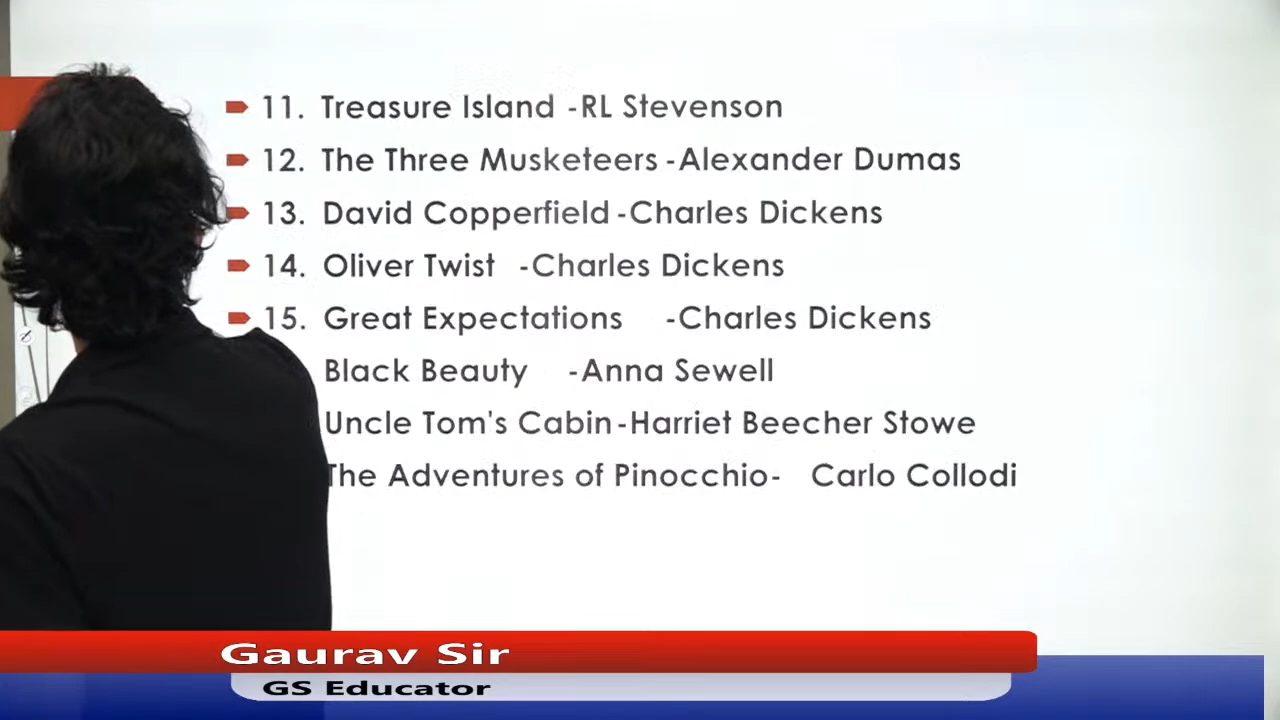 11. Treasure Island -RL Stevenson
12. The Three Musketeers -Alexander Dumas
13. David Copperfield -Charles Dickens
14. Oliver Twist -Charles Dickens
15. Great Expectations -Charles Dickens
Black Beauty -Anna Sewell
Uncle Tom's Cabin -Harriet Beecher Stowe
The Adventures of Pinocchio- Carlo Collodi
Gaurav Sir
GS Educator